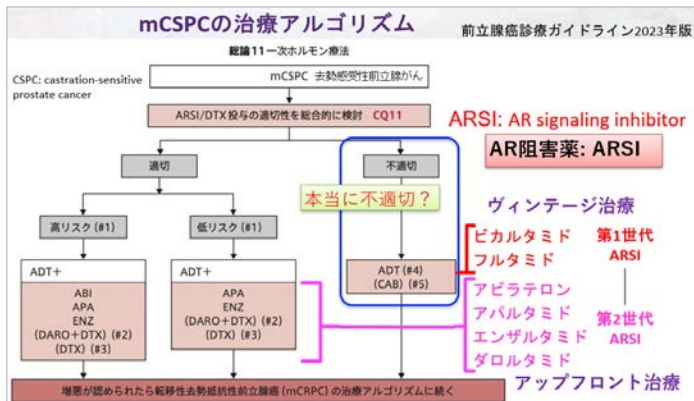 mCSPCの治療アルゴリズム
前立腺癌診療ガイドライン2023年版
総論11一次ホルモン療法
CSPC: castration-sensitive
prostate cancer
mCSPC 去勢感受性前立腺がん
ARSI/DTX投与の適切性を総合的に検討 CQ11
ARSI: AR signaling inhibitor
AR阻害薬: ARSI
適切
不適切
本当に不適切？
高リスク (#1)
低リスク (#1)
ADT+
ABI
APA
ENZ
(DARO+DTX) (#2)
(DTX) (#3)
ADT+
APA
ENZ
(DARO+DTX) (#2)
(DTX) (#3)
ADT (#4)
(CAB) (#5)
ヴィンテージ治療
ビカルタミド
フルタミド
第1世代
ARSI
アビラテロン
アパルタミド
エンザルタミド
ダロルタミド
第2世代
ARSI
アップフロント治療
増悪が認められたら転移性去勢抵抗性前立腺癌(mCRPC)の治療アルゴリズムに続く